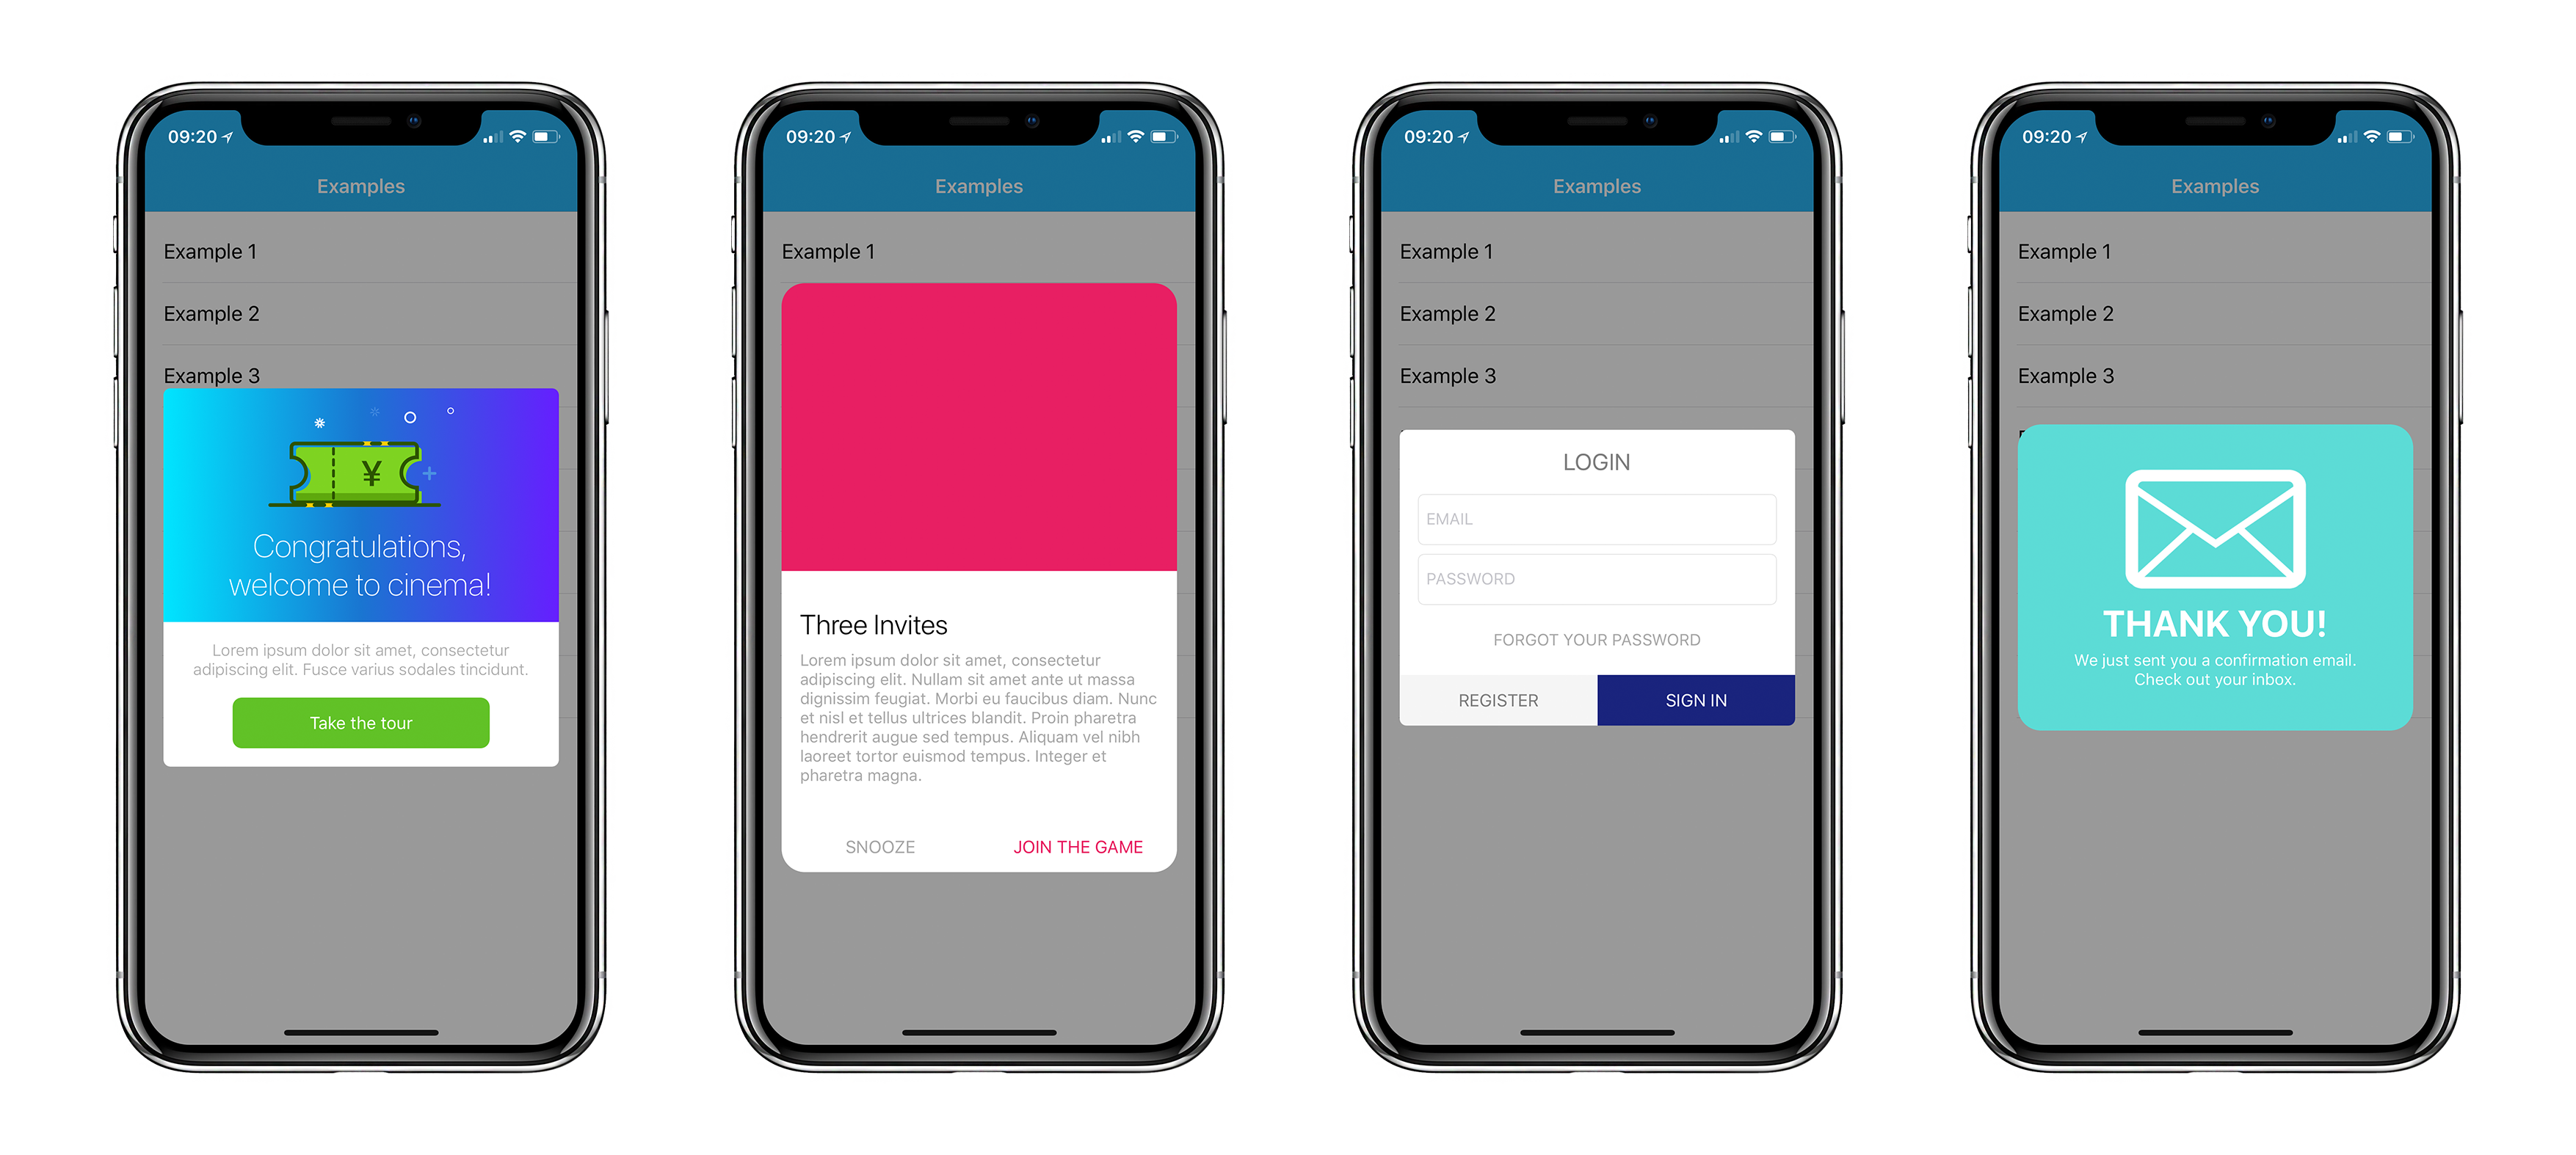 09:20
Examples
Example 1
Example 2
Example 3
¥
Congratulations,
welcome to cinema!
Lorem ipsum dolor sit amet, consectetur
adipiscing elit. Fusce varius sodales tincidunt.
Take the tour
09:20
Examples
Example 1
Three Invites
Lorem ipsum dolor sit amet, consectetur
adipiscing elit. Nullam sit amet ante ut massa
dignissim feugiat. Morbi eu faucibus diam. Nunc
et nisl et tellus ultrices blandit. Proin pharetra
hendrerit augue sed tempus. Aliquam vel nibh
laoreet tortor euismod tempus. Integer et
pharetra magna.
SNOOZE
JOIN THE GAME
09:20
Examples
Example 1
Example 2
Example 3
LOGIN
EMAIL
PASSWORD
FORGOT YOUR PASSWORD
REGISTER
SIGN IN
09:20
Examples
Example 1
Example 2
Example 3
THANK YOU!
We just sent you a confirmation email.
Check out your inbox.